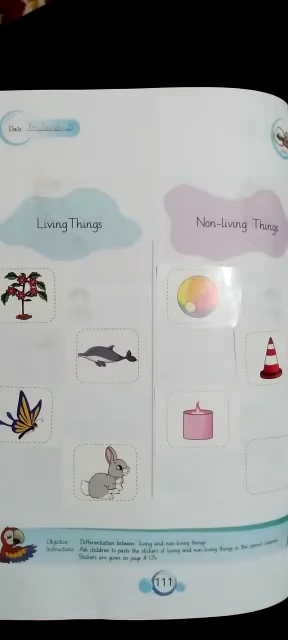 Date
Living Things
Non-living Things
Objective: Differentiation between living and non-living things.
Instructions: Ask children to paste the stickers of living and non-living things in the correct columns.
Stickers are given on page #
111